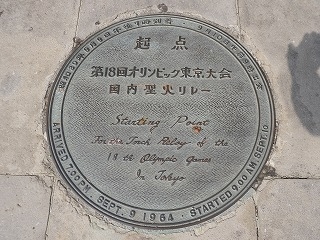 起点
第18回オリンピック東京大会
国内聖火リレー
Starting Point
For the Torch Relay of the
18 th Olympic Games
In Tokyo
ARRIVED 7.00 PM SEPT. 9 1964 · STARTED 9.00 AM SEPT. 10